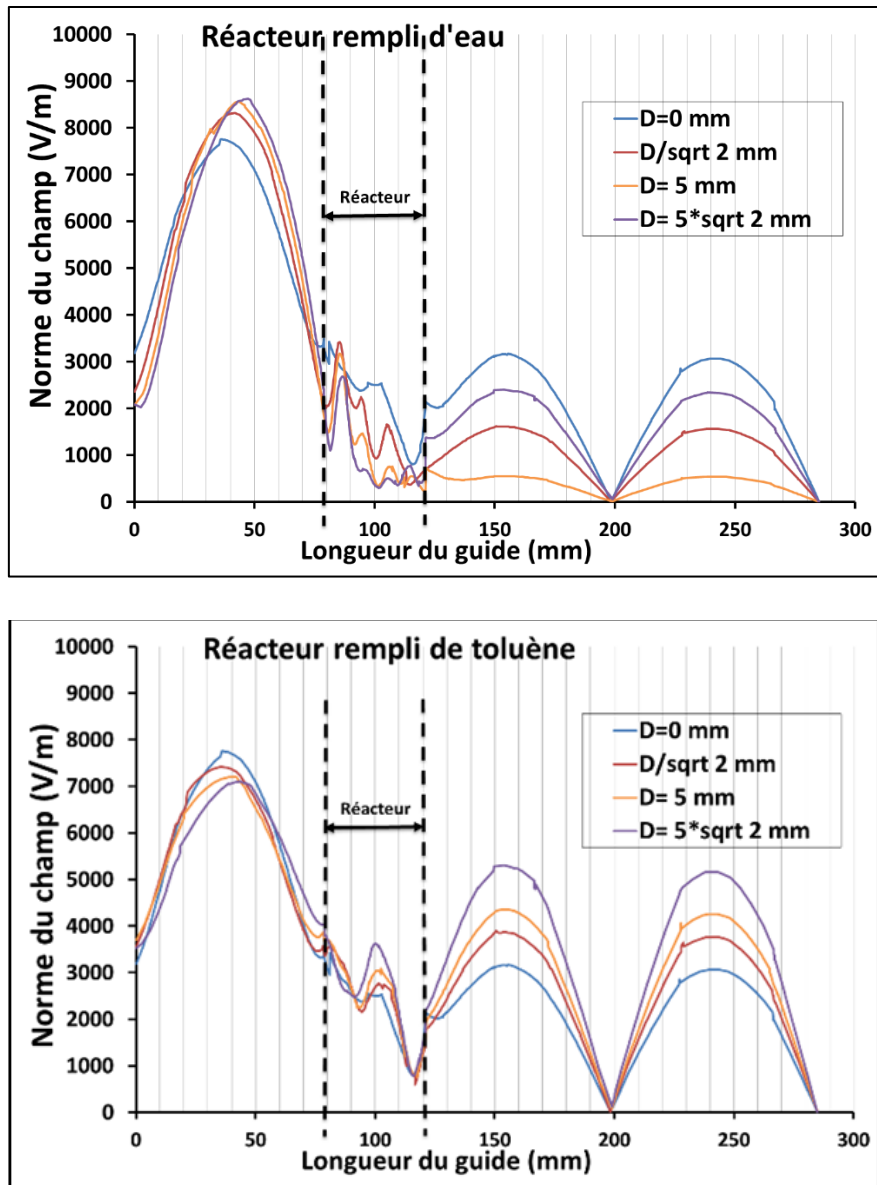 Réacteur rempli d'eau
10000
9000
8000
7000
6000
5000
4000
3000
2000
1000
0
Norme du champ (V/m)
D=0 mm
D/sqrt 2 mm
D= 5 mm
D= 5*sqrt 2 mm
Réacteur
0 50 100 150 200 250 300
Longueur du guide (mm)
Réacteur rempli de toluène
10000
9000
8000
7000
6000
5000
4000
3000
2000
1000
0
Norme du champ (V/m)
D=0 mm
D/sqrt 2 mm
D= 5 mm
D= 5*sqrt 2 mm
Réacteur
0 50 100 150 200 250 300
Longueur du guide (mm)